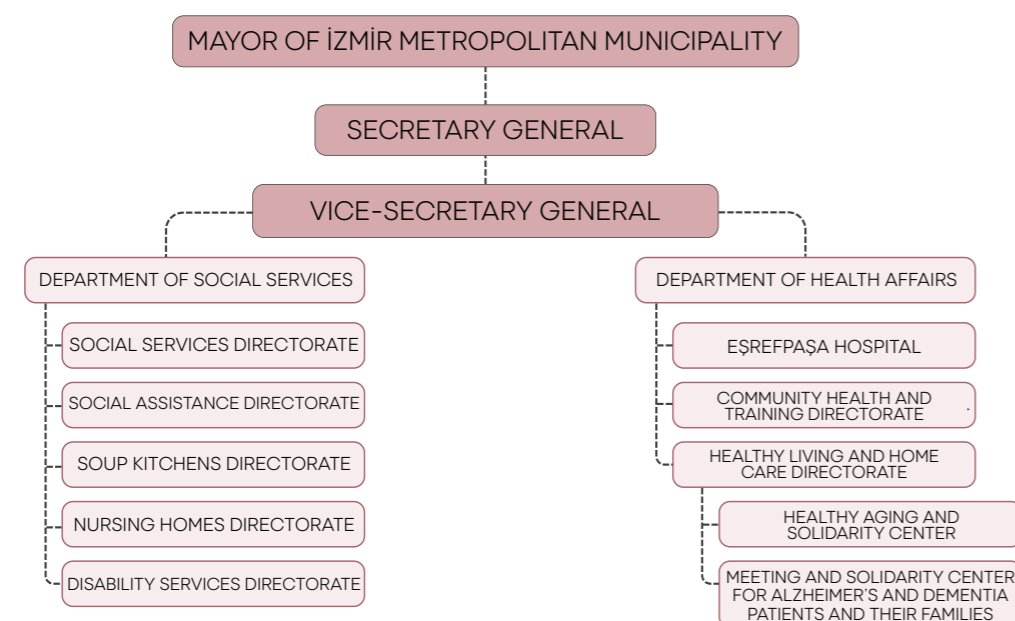 MAYOR OF İZMİR METROPOLITAN MUNICIPALITY
SECRETARY GENERAL
VICE-SECRETARY GENERAL
DEPARTMENT OF SOCIAL SERVICES
SOCIAL SERVICES DIRECTORATE
SOCIAL ASSISTANCE DIRECTORATE
SOUP KITCHENS DIRECTORATE
NURSING HOMES DIRECTORATE
DISABILITY SERVICES DIRECTORATE
DEPARTMENT OF HEALTH AFFAIRS
EŞREFPAŞA HOSPITAL
COMMUNITY HEALTH AND
TRAINING DIRECTORATE .
HEALTHY LIVING AND HOME
CARE DIRECTORATE
HEALTHY AGING AND
SOLIDARITY CENTER
MEETING AND SOLIDARITY CENTER
FOR ALZHEIMER'S AND DEMENTIA
PATIENTS AND THEIR FAMILIES